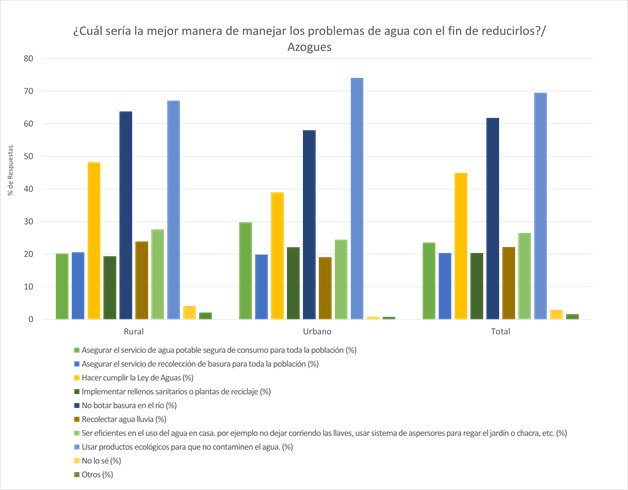 ¿Cuál sería la mejor manera de manejar los problemas de agua con el fin de reducirlos?/
Azogues
% de Respuestas
80
70
60
50
40
30
20
10
0
Rural Urbano Total
Asegurar el servicio de agua potable segura de consumo para toda la población (%)
Asegurar el servicio de recolección de basura para toda la población (%)
Hacer cumplir la Ley de Aguas (%)
Implementar rellenos sanitarios o plantas de reciclaje (%)
No botar basura en el río (%)
Recolectar agua lluvia (%)
Ser eficientes en el uso del agua en casa. por ejemplo no dejar corriendo las llaves, usar sistema de aspersores para regar el jardín o chacra, etc. (%)
Usar productos ecológicos para que no contaminen el agua. (%)
No lo sé (%)
Otros (%)